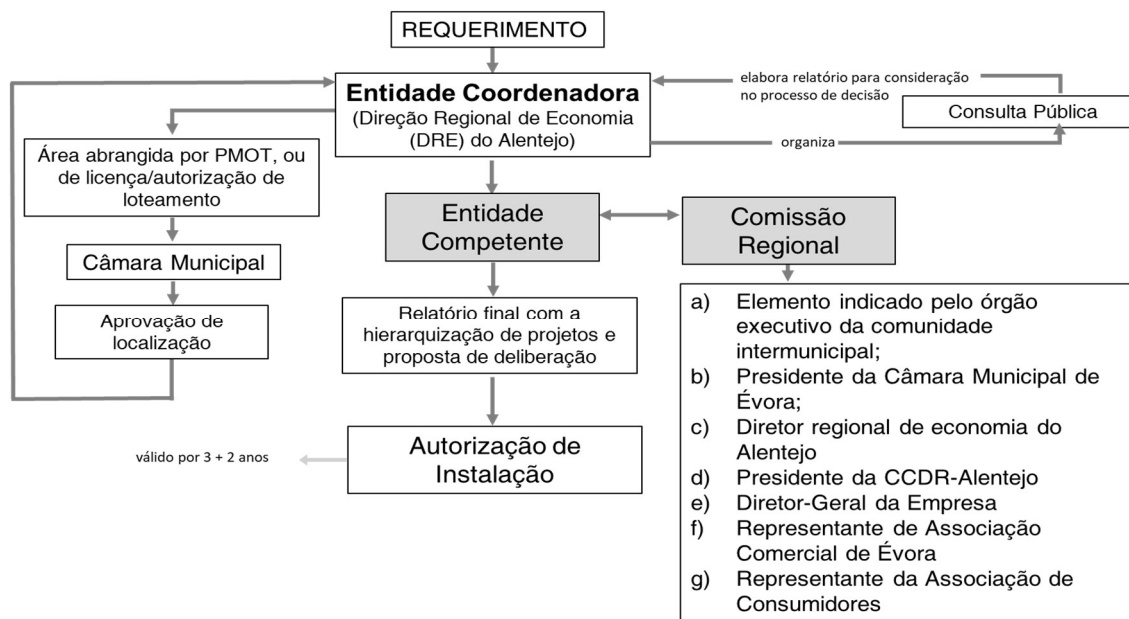 REQUERIMENTO
Entidade Coordenadora
(Direção Regional de Economia
(DRE) do Alentejo)
elabora relatório para consideração
no processo de decisão
Consulta Pública
organiza
Área abrangida por PMOT, ou
de licença/autorização de
loteamento
Câmara Municipal
Aprovação de
localização
Entidade
Competente
Comissão
Regional
Relatório final com a
hierarquização de projetos e
proposta de deliberação
Autorização de
Instalação
válido por 3 + 2 anos
a) Elemento indicado pelo órgão
executivo da comunidade
intermunicipal;
b) Presidente da Câmara Municipal de
Évora;
c) Diretor regional de economia do
Alentejo
d) Presidente da CCDR-Alentejo
e) Diretor-Geral da Empresa
f) Representante de Associação
Comercial de Évora
g) Representante da Associação de
Consumidores